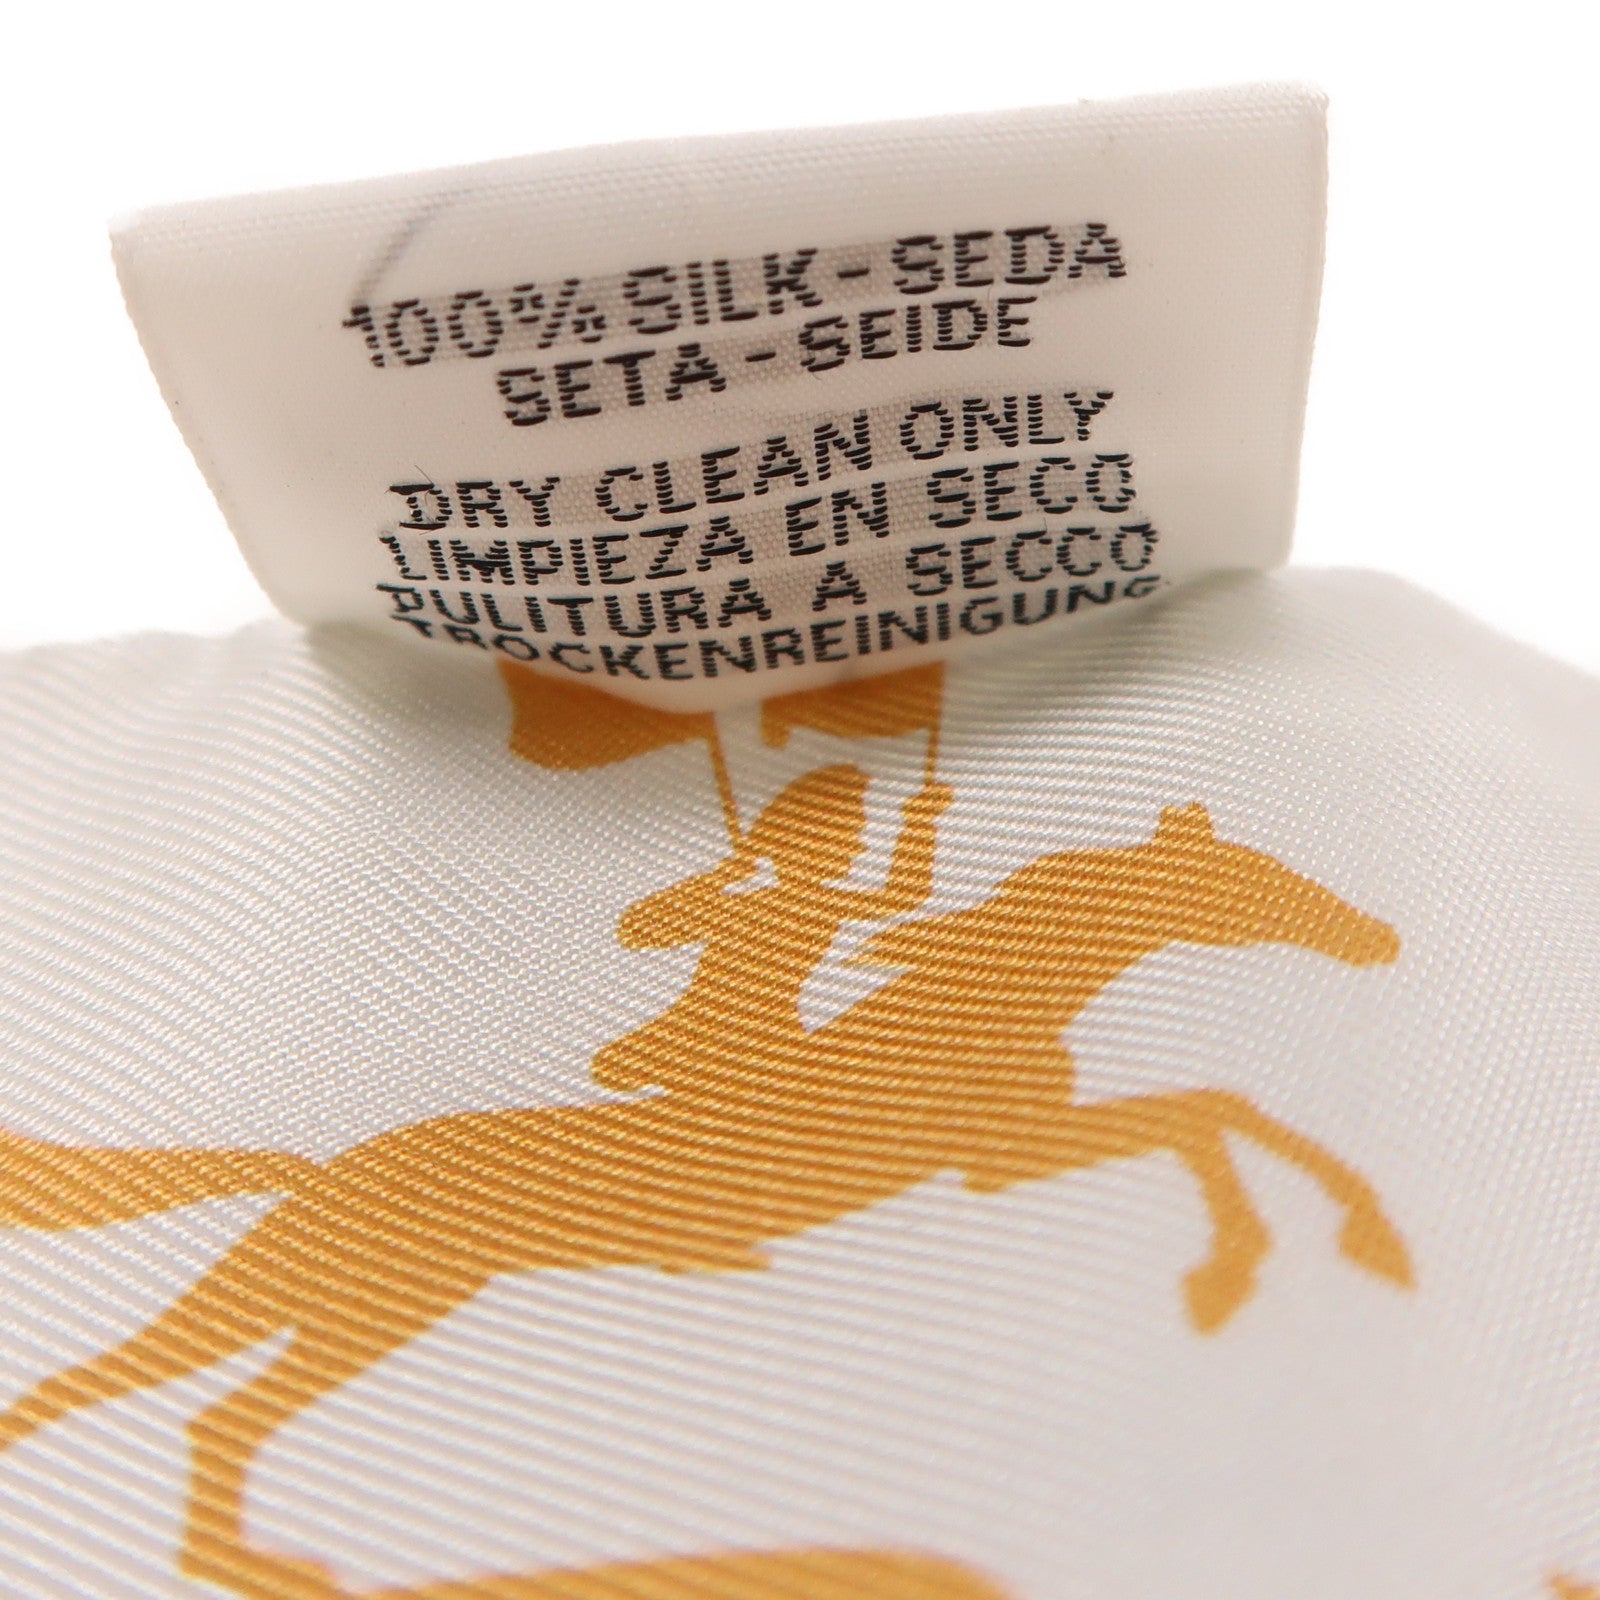 100% SILK - SEDA
SETA - SEIDE
DRY CLEAN ONLY
LIMPIEZA EN SECO
PULITURA A SECCO
TROCKENREINIGUNG